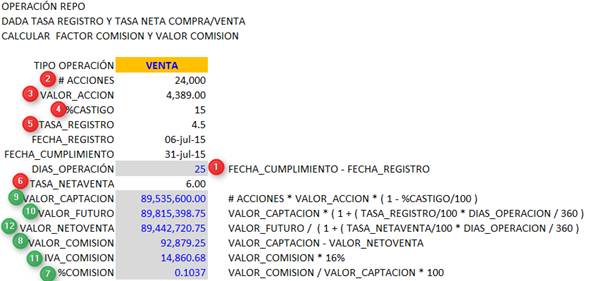 OPERACIÓN REPO
DADA TASA REGISTRO Y TASA NETA COMPRA/VENTA
CALCULAR FACTOR COMISION Y VALOR COMISION
TIPO OPERACIÓN VENTA
2 # ACCIONES 24,000
3 VALOR_ACCION 4,389.00
4 %CASTIGO 15
5 TASA_REGISTRO 4.5
FECHA_REGISTRO 06-jul-15
FECHA_CUMPLIMIENTO 31-jul-15
DIAS_OPERACIÓN 25 1 FECHA_CUMPLIMIENTO - FECHA_REGISTRO
6 TASA_NETAVENTA 6.00
9 VALOR_CAPTACION 89,535,600.00 # ACCIONES * VALOR_ACCION * ( 1 - %CASTIGO/100 )
10 VALOR_FUTURO 89,815,398.75 VALOR_CAPTACION * ( 1 + ( TASA_REGISTRO/100 * DIAS_OPERACION / 360 )
12 VALOR_NETOVENTO 89,442,720.75 VALOR_FUTURO / ( 1 + ( TASA_NETAVENTA/100 * DIAS_OPERACION / 360 )
8 VALOR_COMISION 92,879.25 VALOR_CAPTACION - VALOR_NETOVENTA
11 IVA_COMISION 14,860.68 VALOR_COMISION * 16%
7 %COMISION 0.1037 VALOR_COMISION / VALOR_CAPTACION * 100